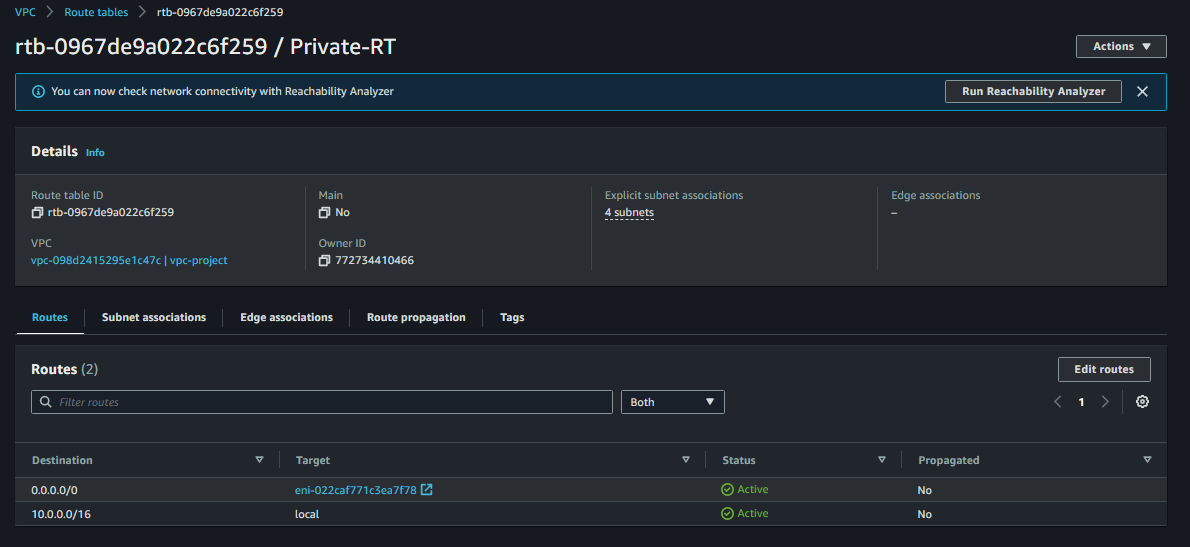 VPC > Route tables > rtb-0967de9a022c6f259
rtb-0967de9a022c6f259 / Private-RT
Actions
You can now check network connectivity with Reachability Analyzer
Run Reachability Analyzer
Details Info
Route table ID
rtb-0967de9a022c6f259
Main
No
Explicit subnet associations
4 subnets
Edge associations
–
VPC
vpc-098d2415295e1c47c | vpc-project
Owner ID
772734410466
Routes Subnet associations Edge associations Route propagation Tags
Routes (2)
Edit routes
Filter routes
Both
1
Destination Target Status Propagated
0.0.0.0/0 eni-022caf771c3ea7f78 Active No
10.0.0.0/16 local Active No